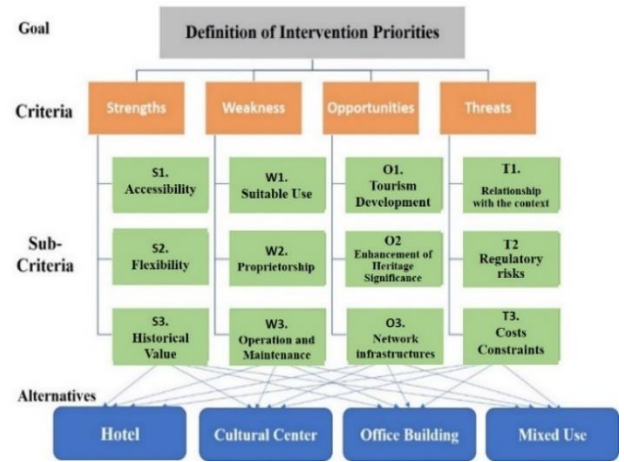 Goal
Definition of Intervention Priorities
Criteria
Strengths
Weakness
Opportunities
Threats
Sub-
Criteria
S1.
Accessibility
W1.
Suitable Use
O1.
Tourism
Development
T1.
Relationship
with the context
S2.
Flexibility
W2.
Proprietorship
O2
Enhancement of
Heritage
Significance
T2
Regulatory
risks
S3.
Historical
Value
W3.
Operation and
Maintenance
O3.
Network
infrastructures
T3.
Costs
Constraints
Alternatives
Hotel
Cultural Center
Office Building
Mixed Use